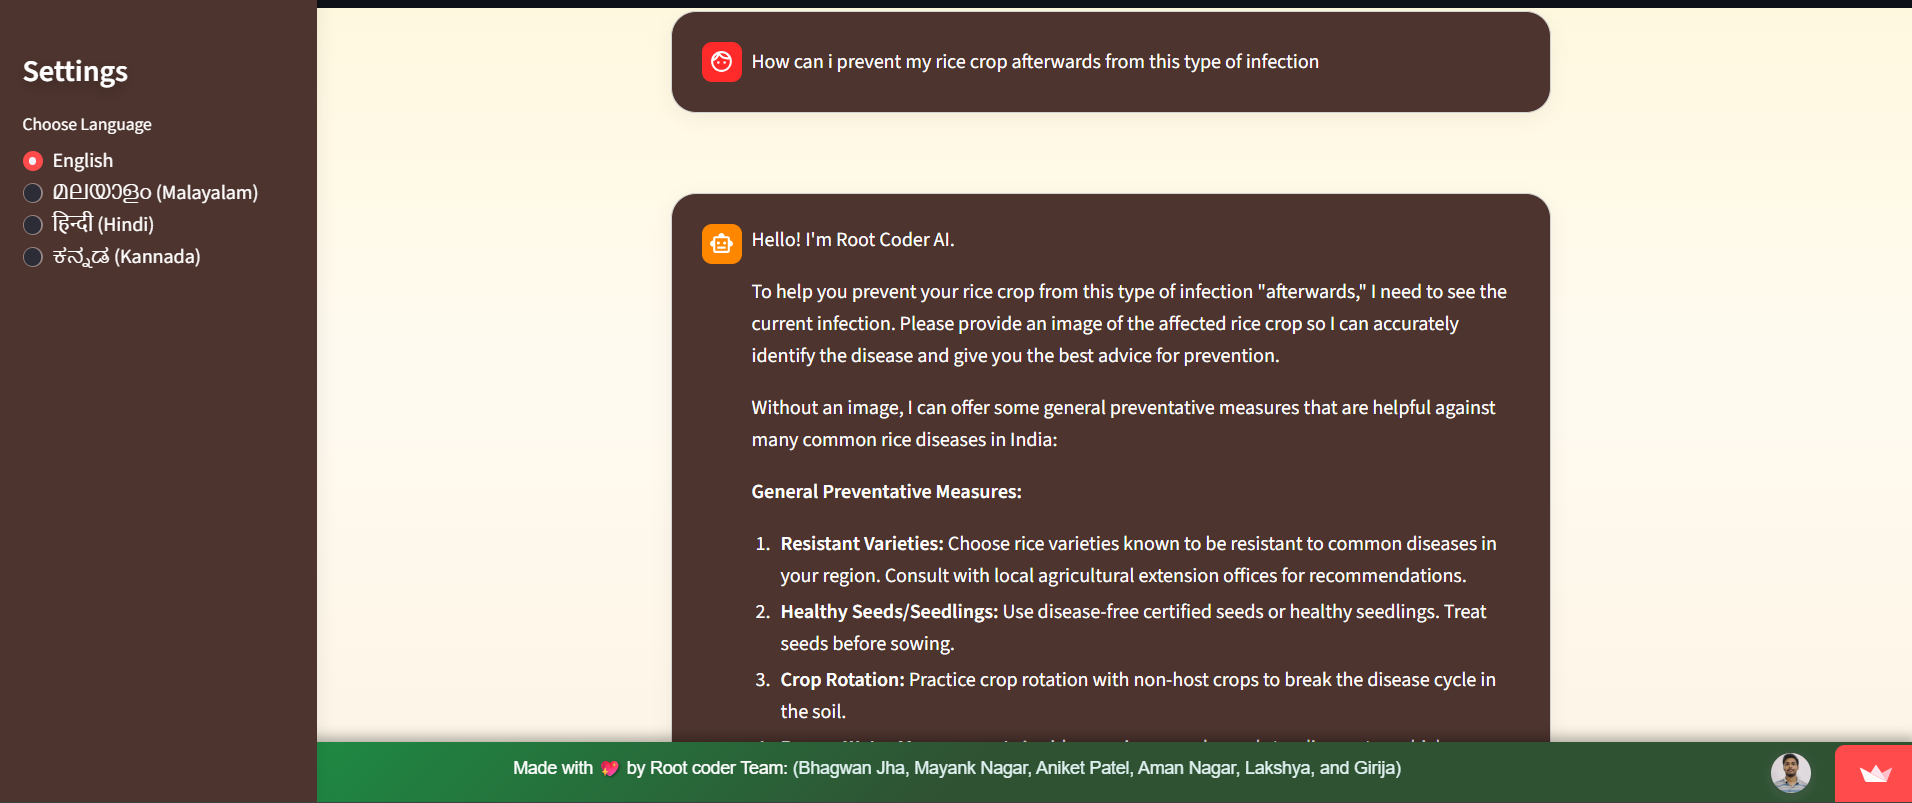 Settings
Choose Language
English
മലയാളം (Malayalam)
हिन्दी (Hindi)
ಕನ್ನಡ (Kannada)
How can i prevent my rice crop afterwards from this type of infection
Hello! I'm Root Coder AI.
To help you prevent your rice crop from this type of infection "afterwards," I need to see the
current infection. Please provide an image of the affected rice crop so I can accurately
identify the disease and give you the best advice for prevention.
Without an image, I can offer some general preventative measures that are helpful against
many common rice diseases in India:
General Preventative Measures:
1. Resistant Varieties: Choose rice varieties known to be resistant to common diseases in
your region. Consult with local agricultural extension offices for recommendations.
2. Healthy Seeds/Seedlings: Use disease-free certified seeds or healthy seedlings. Treat
seeds before sowing.
3. Crop Rotation: Practice crop rotation with non-host crops to break the disease cycle in
the soil.
Made with 💖 by Root coder Team: (Bhagwan Jha, Mayank Nagar, Aniket Patel, Aman Nagar, Lakshya, and Girija)